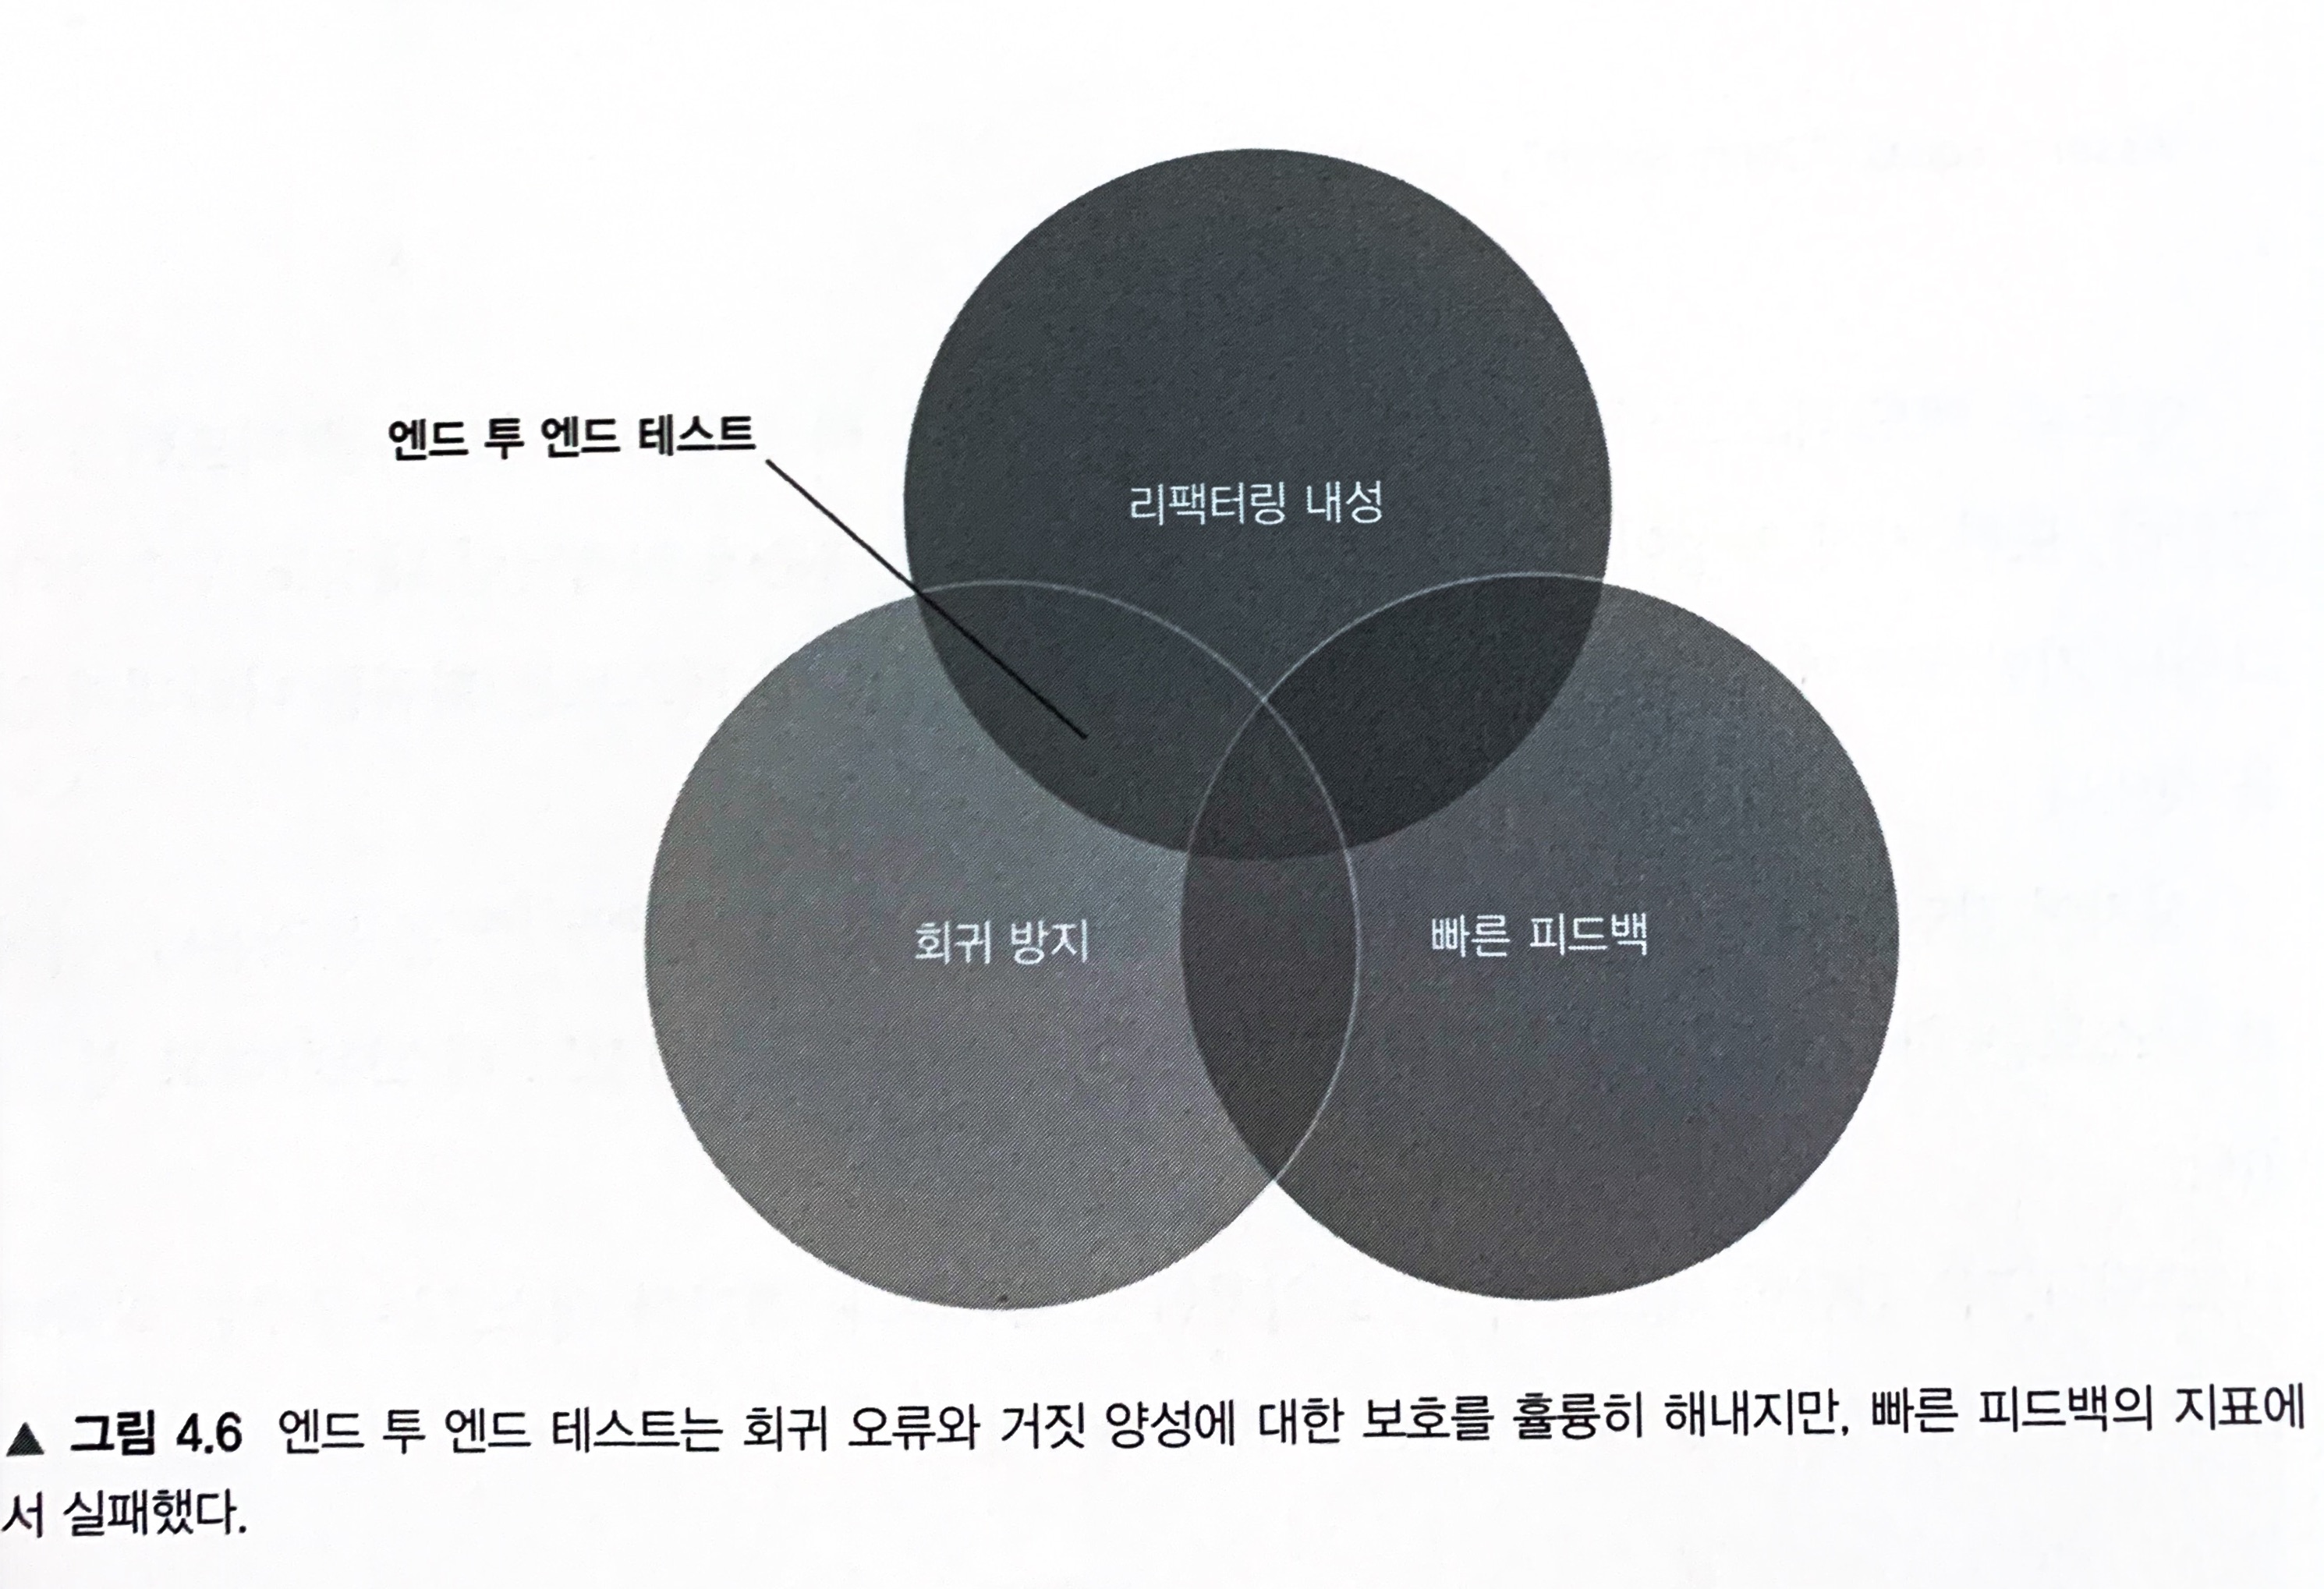 엔드 투 엔드 테스트
리팩터링 내성
회귀 방지
빠른 피드백
▲ 그림 4.6 엔드 투 엔드 테스트는 회귀 오류와 거짓 양성에 대한 보호를 훌륭히 해내지만, 빠른 피드백의 지표에
서 실패했다.